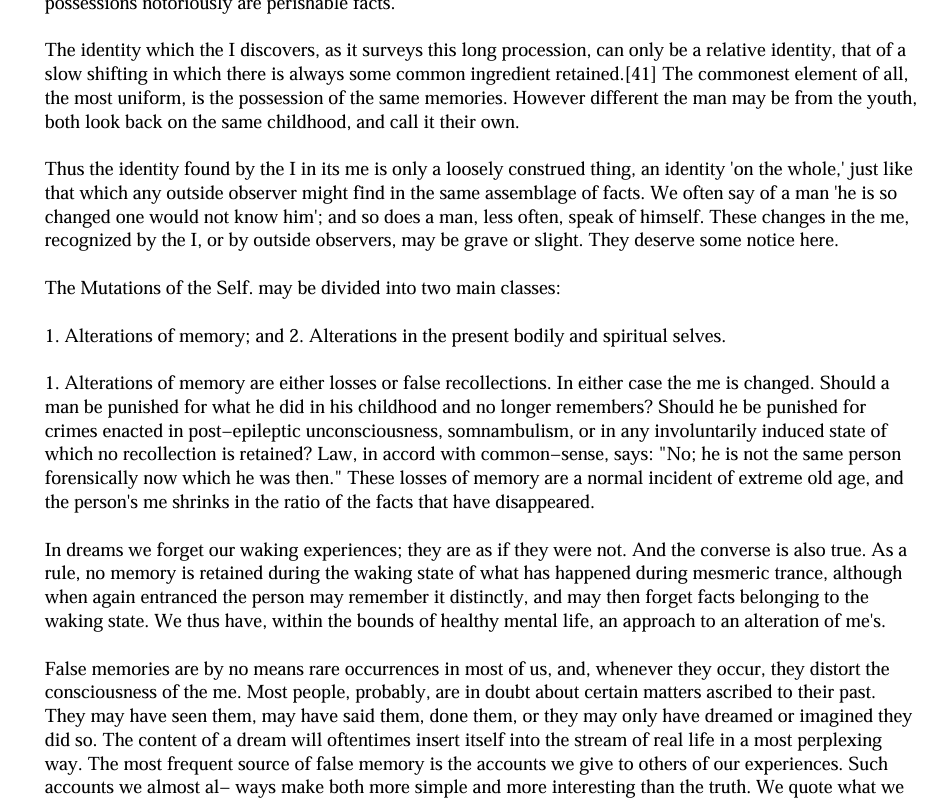 possessions notoriously are perishable facts.
The identity which the I discovers, as it surveys this long procession, can only be a relative identity, that of a
slow shifting in which there is always some common ingredient retained.[41] The commonest element of all,
the most uniform, is the possession of the same memories. However different the man may be from the youth,
both look back on the same childhood, and call it their own.
Thus the identity found by the I in its me is only a loosely construed thing, an identity 'on the whole,' just like
that which any outside observer might find in the same assemblage of facts. We often say of a man 'he is so
changed one would not know him'; and so does a man, less often, speak of himself. These changes in the me,
recognized by the I, or by outside observers, may be grave or slight. They deserve some notice here.
The Mutations of the Self. may be divided into two main classes:
1. Alterations of memory; and 2. Alterations in the present bodily and spiritual selves.
1. Alterations of memory are either losses or false recollections. In either case the me is changed. Should a
man be punished for what he did in his childhood and no longer remembers? Should he be punished for
crimes enacted in post−epileptic unconsciousness, somnambulism, or in any involuntarily induced state of
which no recollection is retained? Law, in accord with common−sense, says: "No; he is not the same person
forensically now which he was then." These losses of memory are a normal incident of extreme old age, and
the person's me shrinks in the ratio of the facts that have disappeared.
In dreams we forget our waking experiences; they are as if they were not. And the converse is also true. As a
rule, no memory is retained during the waking state of what has happened during mesmeric trance, although
when again entranced the person may remember it distinctly, and may then forget facts belonging to the
waking state. We thus have, within the bounds of healthy mental life, an approach to an alteration of me's.
False memories are by no means rare occurrences in most of us, and, whenever they occur, they distort the
consciousness of the me. Most people, probably, are in doubt about certain matters ascribed to their past.
They may have seen them, may have said them, done them, or they may only have dreamed or imagined they
did so. The content of a dream will oftentimes insert itself into the stream of real life in a most perplexing
way. The most frequent source of false memory is the accounts we give to others of our experiences. Such
accounts we almost al− ways make both more simple and more interesting than the truth. We quote what we